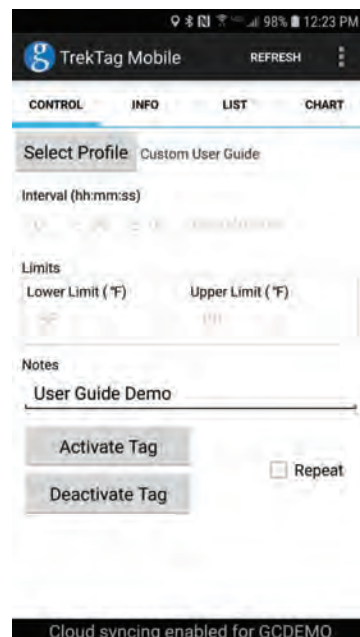 98% 12:23 PM
g TrekTag Mobile REFRESH
CONTROL INFO LIST CHART
Select Profile Custom User Guide
Interval (hh:mm:ss)
Limits
Lower Limit (°F) Upper Limit (°F)
Notes
User Guide Demo
Activate Tag
Repeat
Deactivate Tag
Cloud syncing enabled for GCDEMO